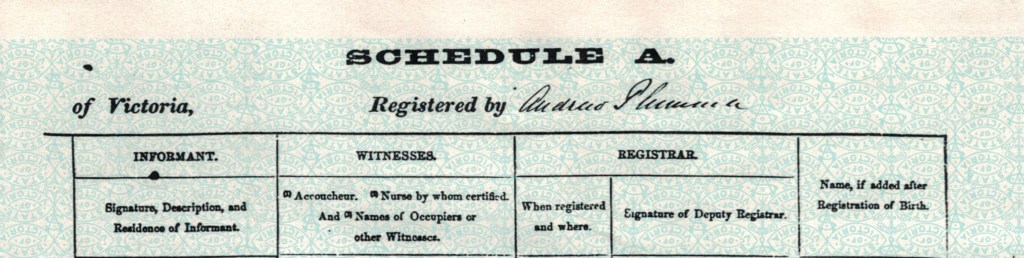 SCHEDULE A.
of Victoria, Registered by Andrew Plummer
INFORMANT. WITNESSES. REGISTRAR.
Signature, Description, and
Residence of Informant.
(1) Accoucheur. (2) Nurse by whom certified.
And (3) Names of Occupiers or
other Witnesses.
When registered
and where.
Signature of Deputy Registrar.
Name, if added after
Registration of Birth.